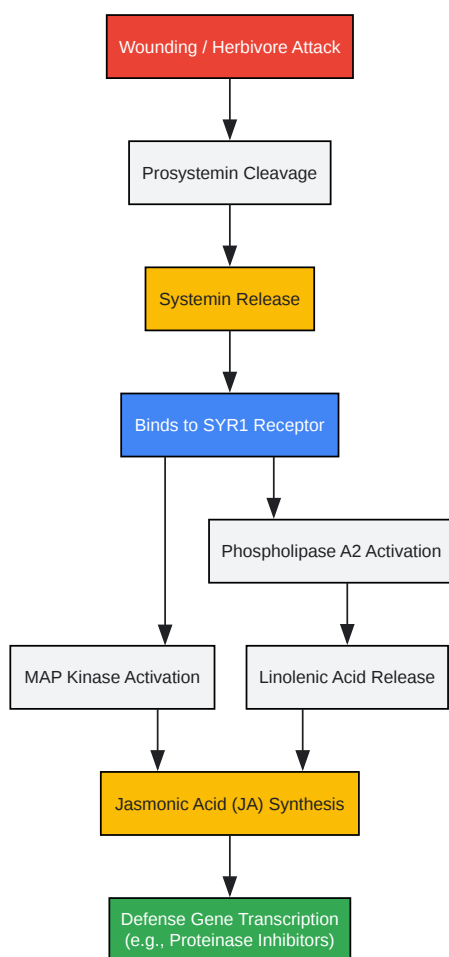 Wounding / Herbivore Attack
Prosystemin Cleavage
Systemin Release
Binds to SYR1 Receptor
Phospholipase A2 Activation
MAP Kinase Activation
Linolenic Acid Release
Jasmonic Acid (JA) Synthesis
Defense Gene Transcription
(e.g., Proteinase Inhibitors)